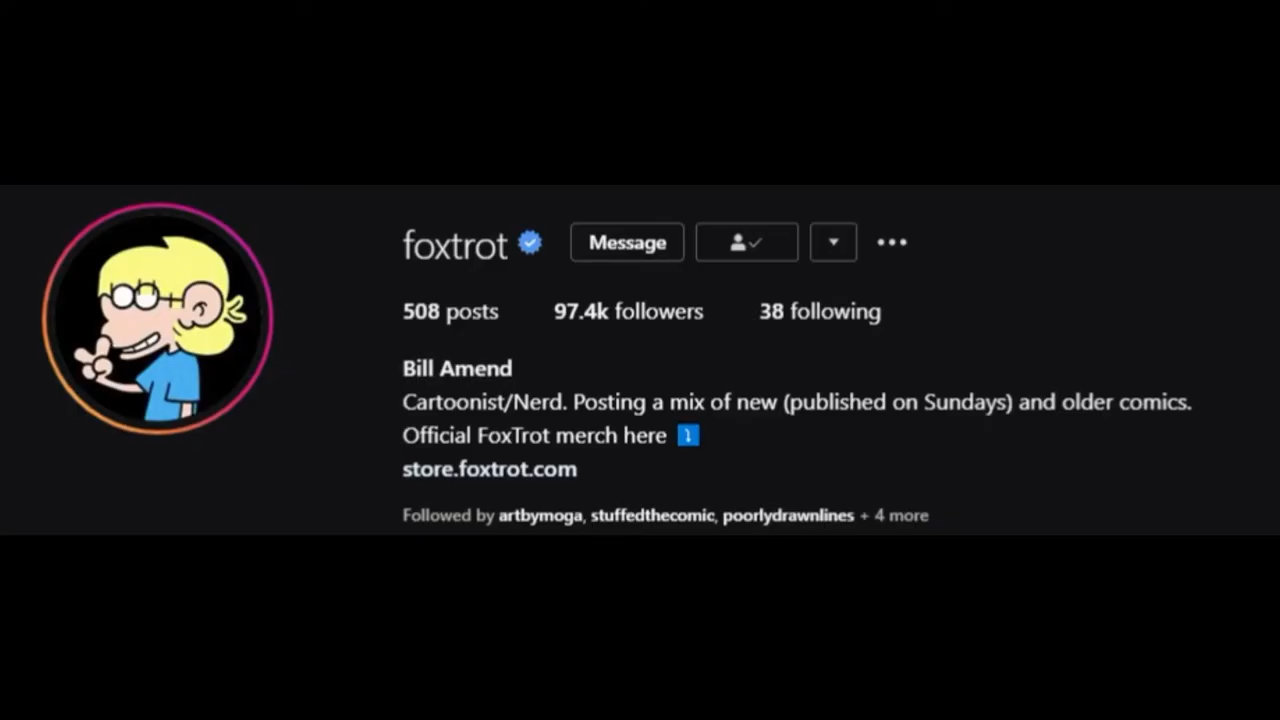 foxtrot Message
508 posts 97.4k followers 38 following
Bill Amend
Cartoonist/Nerd. Posting a mix of new (published on Sundays) and older comics.
Official FoxTrot merch here ⤵
store.foxtrot.com
Followed by artbymoga, stuffedthecomic, poorlydrawnlines + 4 more